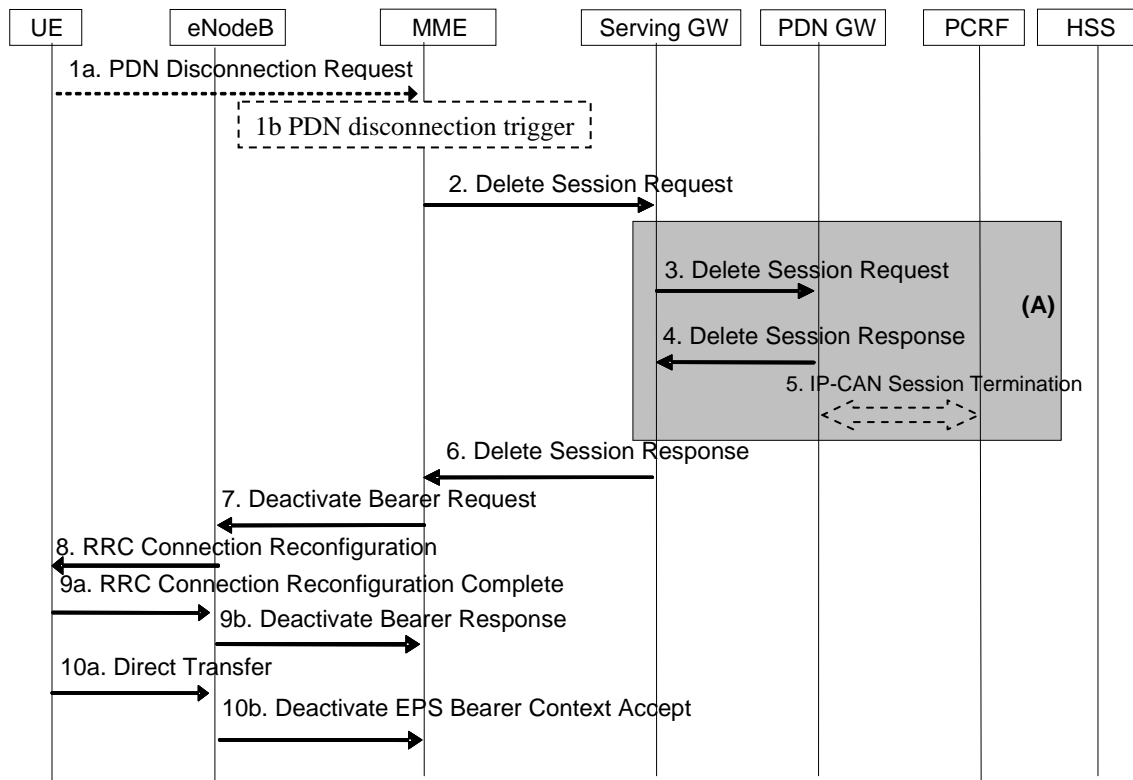 UE
eNodeB
MME
Serving GW
PDN GW
PCRF
HSS
1a. PDN Disconnection Request
1b PDN disconnection trigger
2. Delete Session Request
3. Delete Session Request
(A)
4. Delete Session Response
5. IP-CAN Session Termination
6. Delete Session Response
7. Deactivate Bearer Request
8. RRC Connection Reconfiguration
9a. RRC Connection Reconfiguration Complete
9b. Deactivate Bearer Response
10a. Direct Transfer
10b. Deactivate EPS Bearer Context Accept